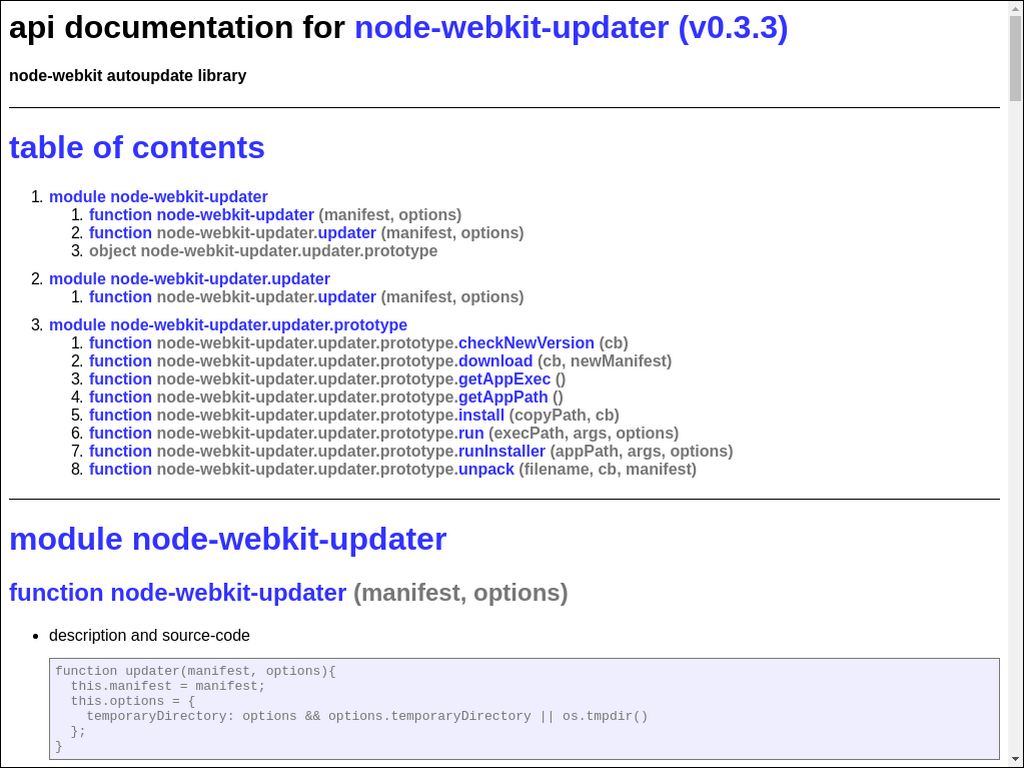 api documentation for node-webkit-updater (v0.3.3)
node-webkit autoupdate library
table of contents
1. module node-webkit-updater
1. function node-webkit-updater (manifest, options)
2. function node-webkit-updater.updater (manifest, options)
3. object node-webkit-updater.updater.prototype
2. module node-webkit-updater.updater
1. function node-webkit-updater.updater (manifest, options)
3. module node-webkit-updater.updater.prototype
1. function node-webkit-updater.updater.prototype.checkNewVersion (cb)
2. function node-webkit-updater.updater.prototype.download (cb, newManifest)
3. function node-webkit-updater.updater.prototype.getAppExec ()
4. function node-webkit-updater.updater.prototype.getAppPath ()
5. function node-webkit-updater.updater.prototype.install (copyPath, cb)
6. function node-webkit-updater.updater.prototype.run (execPath, args, options)
7. function node-webkit-updater.updater.prototype.runInstaller (appPath, args, options)
8. function node-webkit-updater.updater.prototype.unpack (filename, cb, manifest)
module node-webkit-updater
function node-webkit-updater (manifest, options)
• description and source-code
function updater(manifest, options){
  this.manifest = manifest;
  this.options = {
    temporaryDirectory: options && options.temporaryDirectory || os.tmpdir()
  };
}